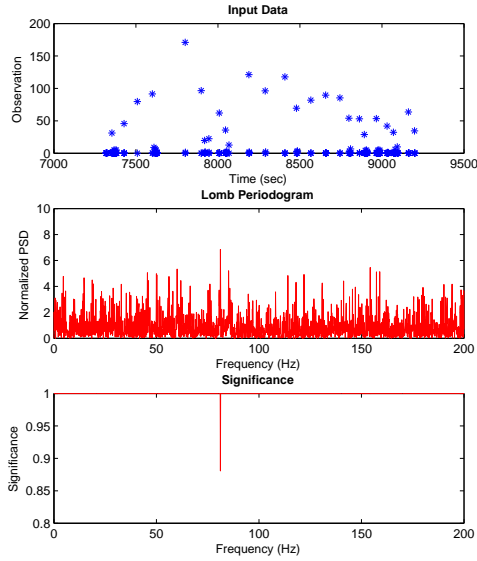 Input Data
200
150
100
50
0
Observation
7000 7500 8000 8500 9000 9500
Time (sec)
Lomb Periodogram
10
8
6
4
2
0
Normalized PSD
0 50 100 150 200
Frequency (Hz)
Significance
1
0.95
0.9
0.85
0.8
Significance
0 50 100 150 200
Frequency (Hz)